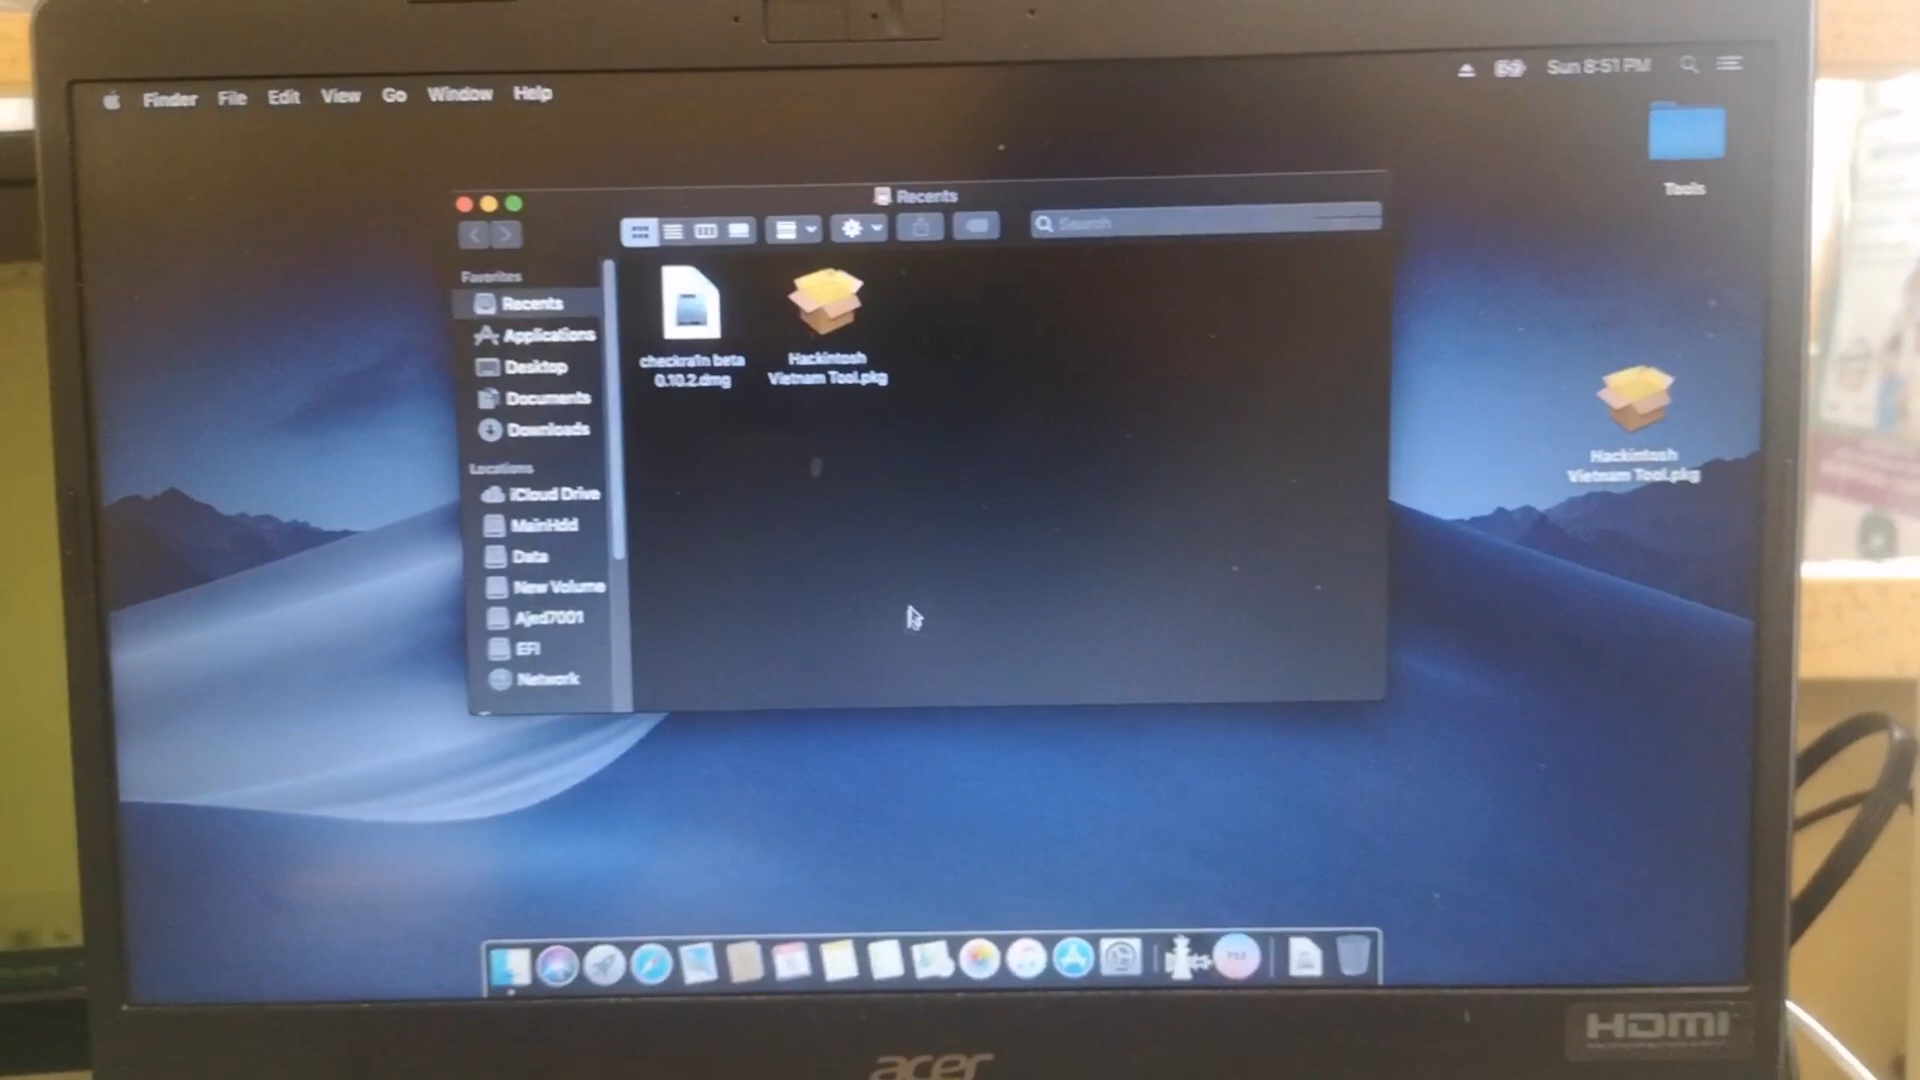 Finder File Edit View Go Window Help
Sun 8:51 PM
Tools
Recents
Search
Favorites
Recents
Applications
Desktop
Documents
Downloads
Locations
iCloud Drive
MainHdd
Data
New Volume
Ajed7001
EFI
Network
checkra1n beta
0.10.2.dmg
Hackintosh
Vietnam Tool.pkg
Hackintosh
Vietnam Tool.pkg
HDMI
acer